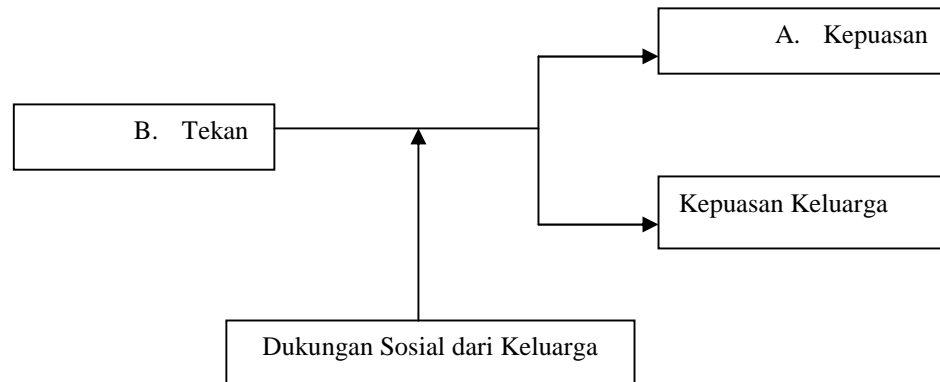 A. Kepuasan
B. Tekan
Kepuasan Keluarga
Dukungan Sosial dari Keluarga